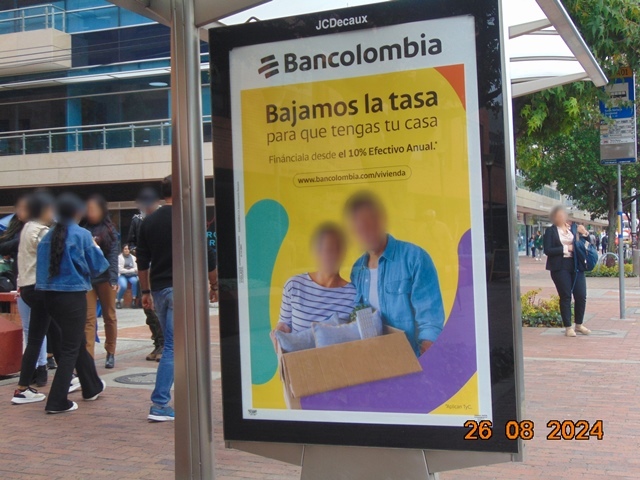 JCDecaux
Bancolombia
Bajamos la tasa
para que tengas tu casa
Fináncíala desde el 10% Efectivo Anual.*
www.bancolombia.com/vivienda
26 08 2024